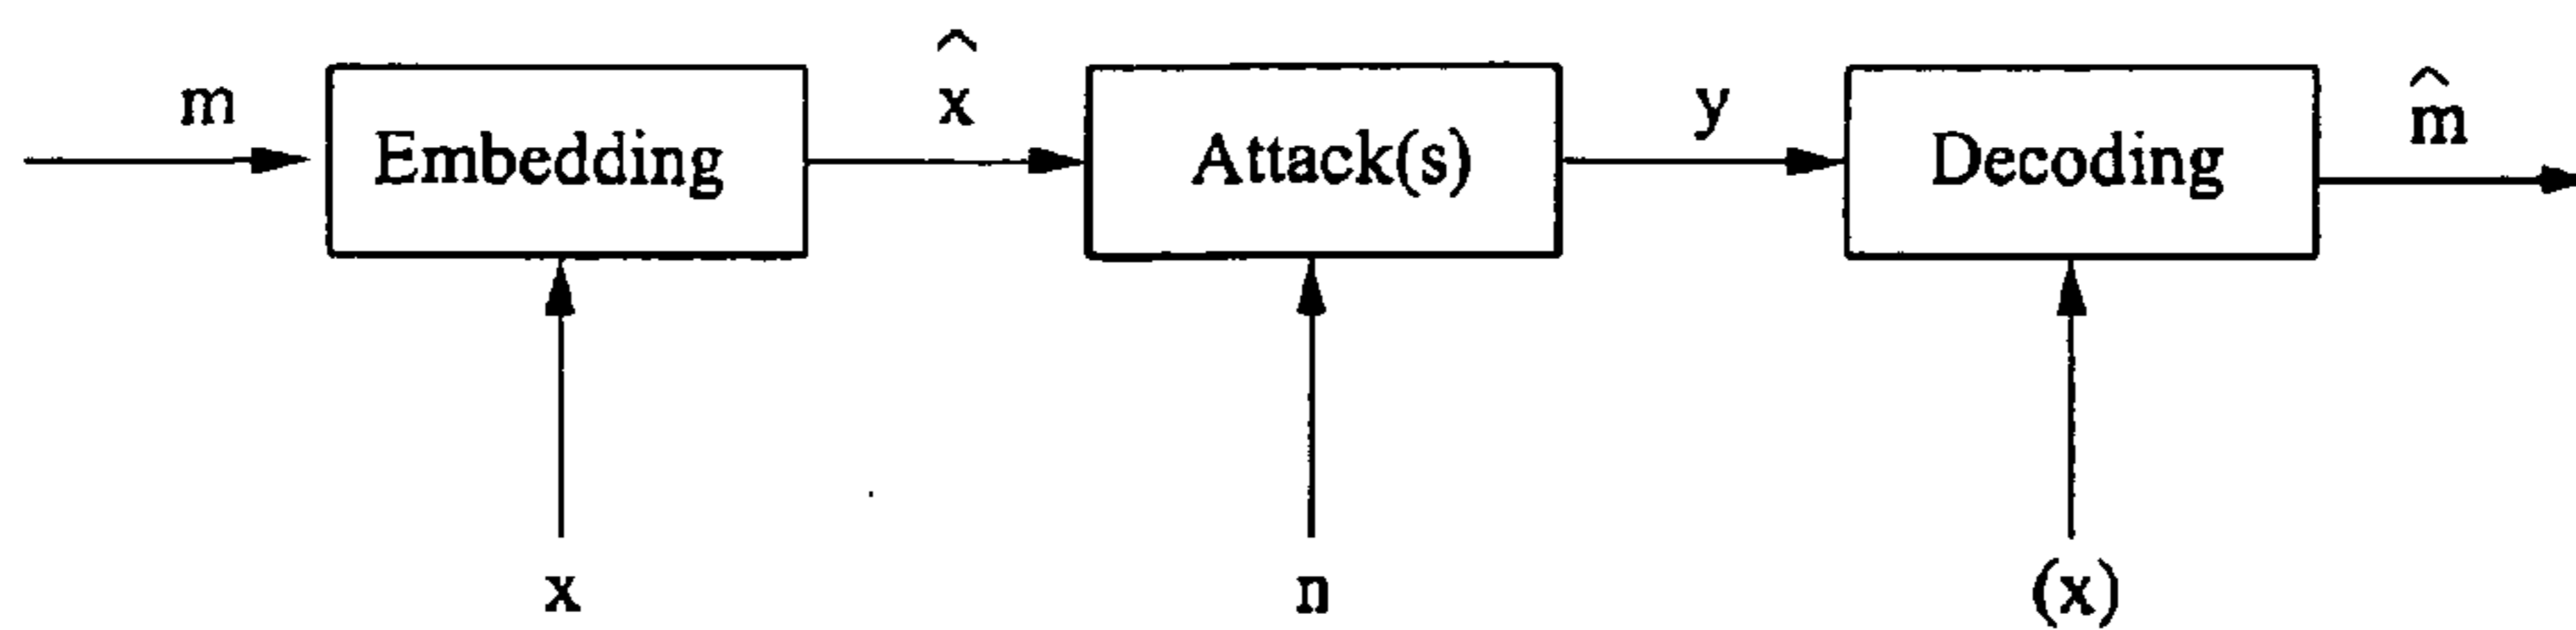 m Embedding x̂ Attack(s) y Decoding m̂
x n (x)